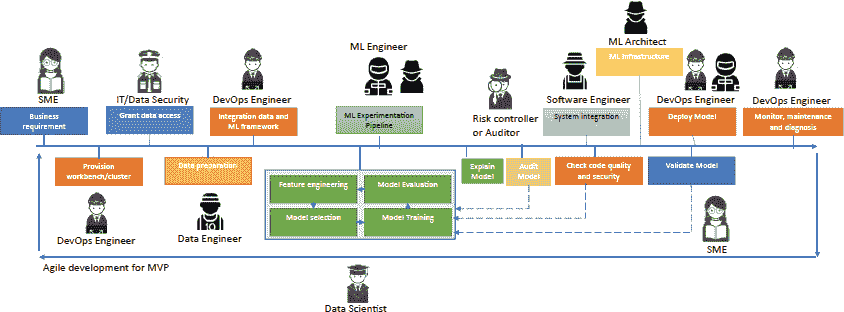 ML Architect
ML Infrastructure
ML Engineer
SME
IT/Data Security
DevOps Engineer
Risk controller
or Auditor
Software Engineer
DevOps Engineer
DevOps Engineer
Business
requirement
Grant data access
Integration data and
ML framework
ML Experimentation
Pipeline
System integration
Deploy Model
Monitor, maintenance
and diagnosis
Provision
workbench/cluster
Data preparation
Explain
Model
Audit
Model
Check code quality
and security
Validate Model
Feature engineering
Model Evaluation
Model selection
Model Training
DevOps Engineer
Data Engineer
SME
Agile development for MVP
Data Scientist